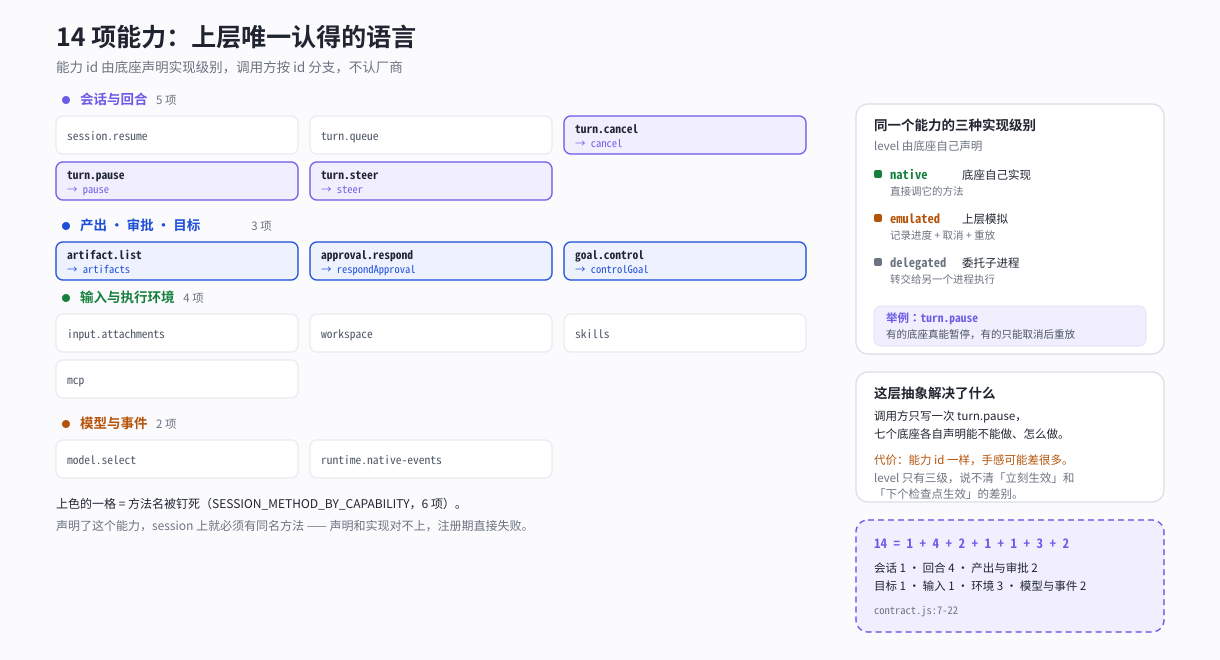 14 项能力：上层唯一认得的语言
能力 id 由底座声明实现级别，调用方按 id 分支，不认厂商
会话与回合 5 项
session.resume
turn.queue
turn.cancel
→ cancel
turn.pause
→ pause
turn.steer
→ steer
产出 · 审批 · 目标 3 项
artifact.list
→ artifacts
approval.respond
→ respondApproval
goal.control
→ controlGoal
输入与执行环境 4 项
input.attachments
workspace
skills
mcp
模型与事件 2 项
model.select
runtime.native-events
上色的一格 = 方法名被钉死（SESSION_METHOD_BY_CAPABILITY，6 项）。
声明了这个能力，session 上就必须有同名方法 —— 声明和实现对不上，注册期直接失败。
同一个能力的三种实现级别
level 由底座自己声明
native 底座自己实现
直接调它的方法
emulated 上层模拟
记录进度 + 取消 + 重放
delegated 委托子进程
转交给另一个进程执行
举例：turn.pause
有的底座真能暂停，有的只能取消后重放
这层抽象解决了什么
调用方只写一次 turn.pause，
七个底座各自声明能不能做、怎么做。
代价：能力 id 一样，手感可能差很多。
level 只有三级，说不清「立刻生效」和
「下个检查点生效」的差别。
14 = 1 + 4 + 2 + 1 + 1 + 3 + 2
会话 1 · 回合 4 · 产出与审批 2
目标 1 · 输入 1 · 环境 3 · 模型与事件 2
contract.js:7-22